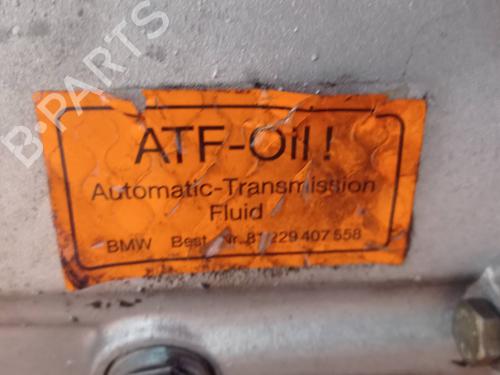 B-PARTS
ATF-Oil!
Automatic-Transmission
Fluid
BMW Best. Nr. 81 229 407 558